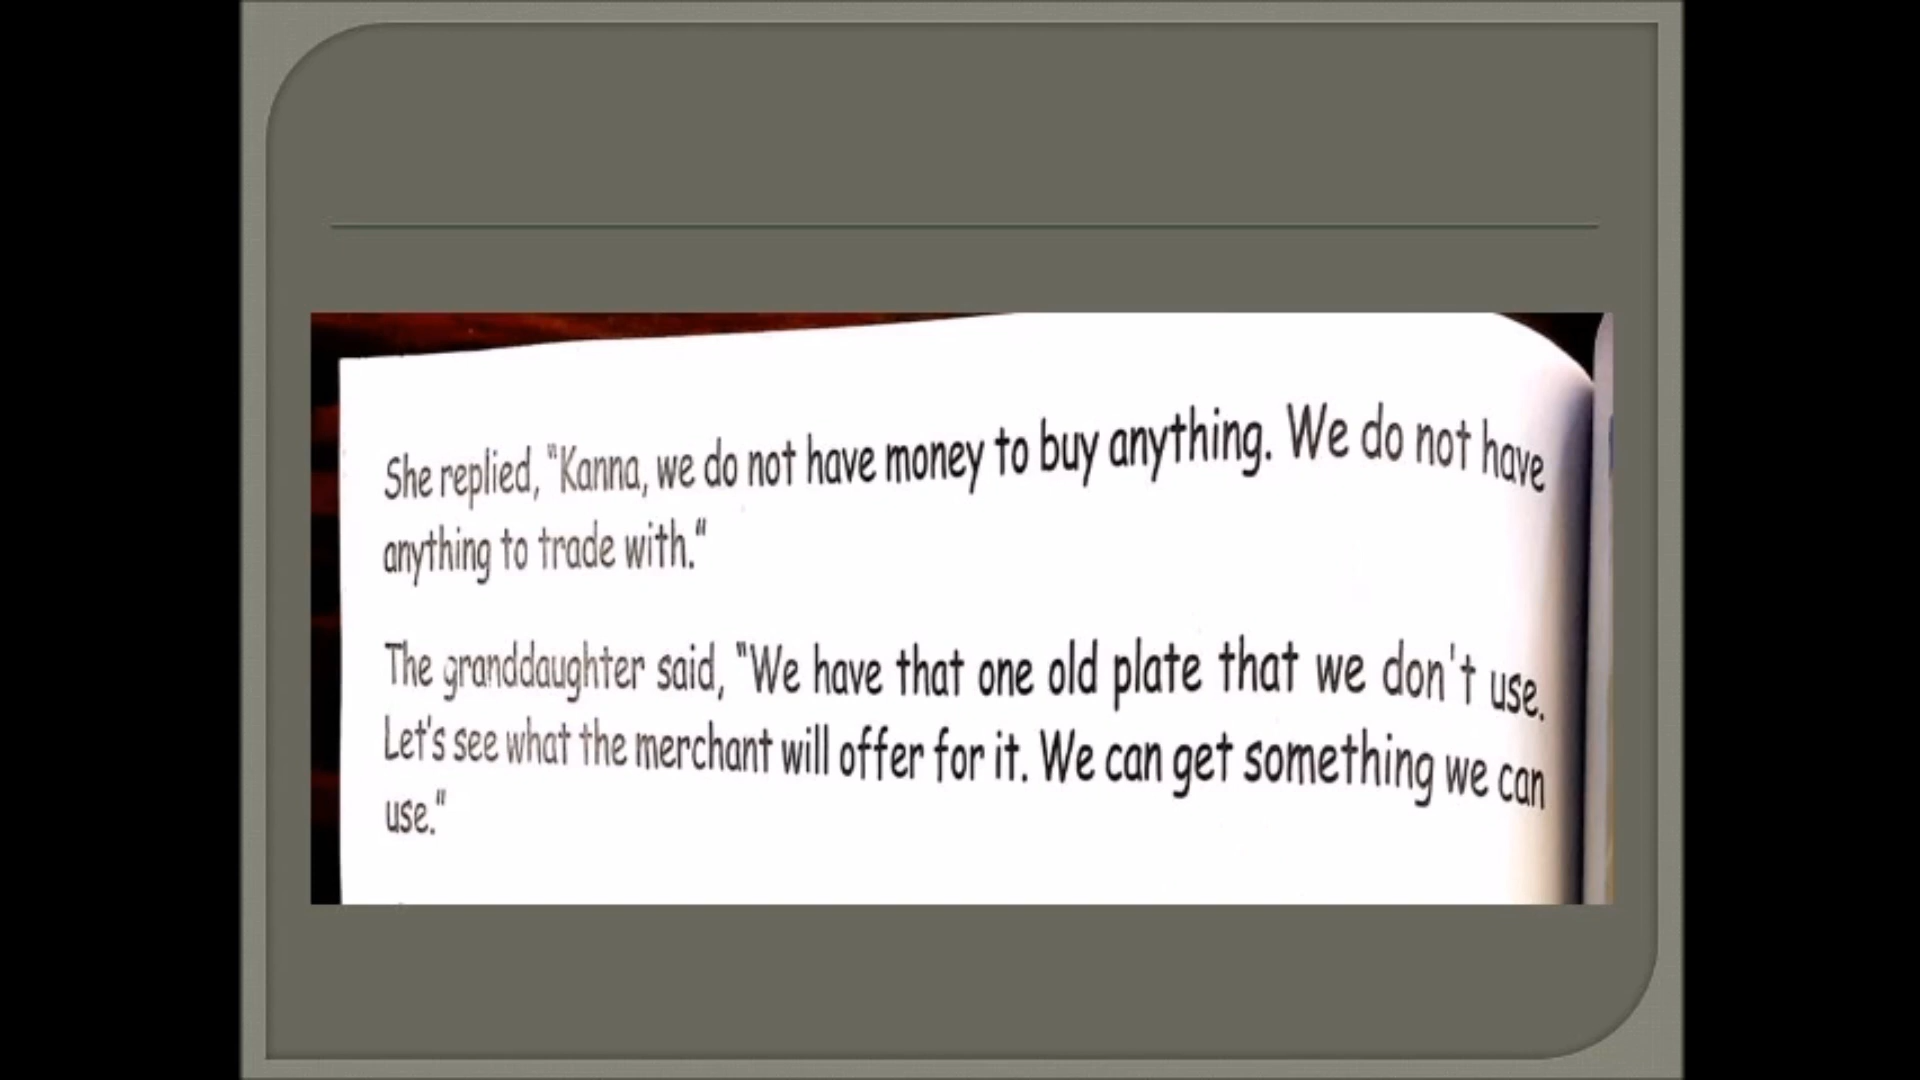 She replied, "Kanna, we do not have money to buy anything. We do not have
anything to trade with."
The granddaughter said, "We have that one old plate that we don't use.
Let's see what the merchant will offer for it. We can get something we can
use."